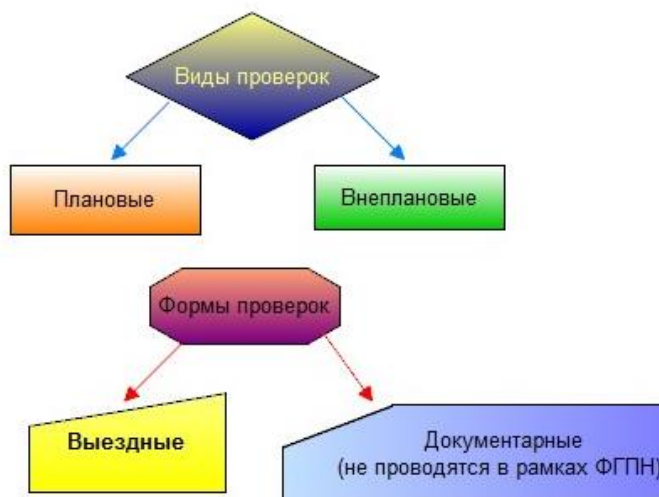 Виды проверок
Плановые
Внеплановые
Формы проверок
Выездные
Документарные
(не проводятся в рамках ФГПН)